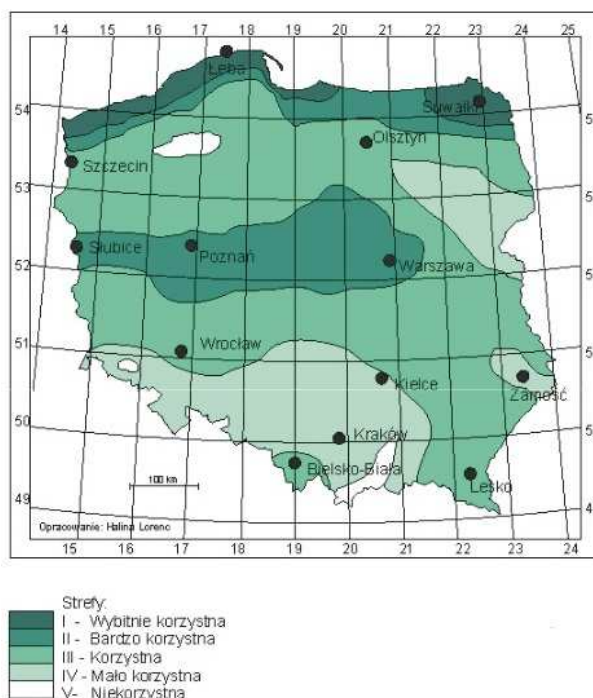 14 15 16 17 18 19 20 21 22 23 24 25
Łeba
54
Suwałki
Olsztyn
Szczecin
53
Słubice
Poznań
Warszawa
52
Wrocław
51
Kielce
Zamość
Kraków
50
Bielsko-Biała
Lesko
100 km
49
4
Opracowanie: Halina Lorenc
15 16 17 18 19 20 21 22 23 24
Strefy:
I - Wybitnie korzystna
II - Bardzo korzystna
III - Korzystna
IV - Mało korzystna
V- Niekorzystna